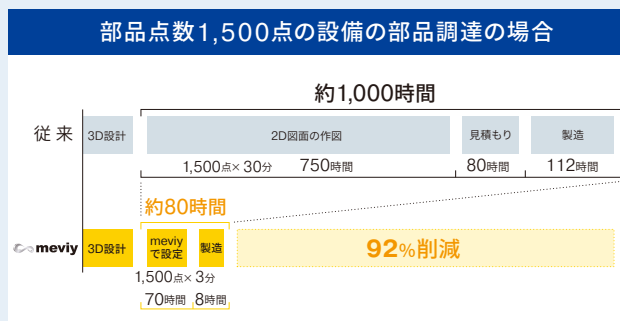 部品点数1,500点の設備の部品調達の場合
約1,000時間
従来
3D設計
2D図面の作図
見積もり
製造
1,500点×30分
750時間
80時間
112時間
約80時間
meviy
3D設計
meviy
で設定
製造
92%削減
1,500点×3分
70時間
8時間